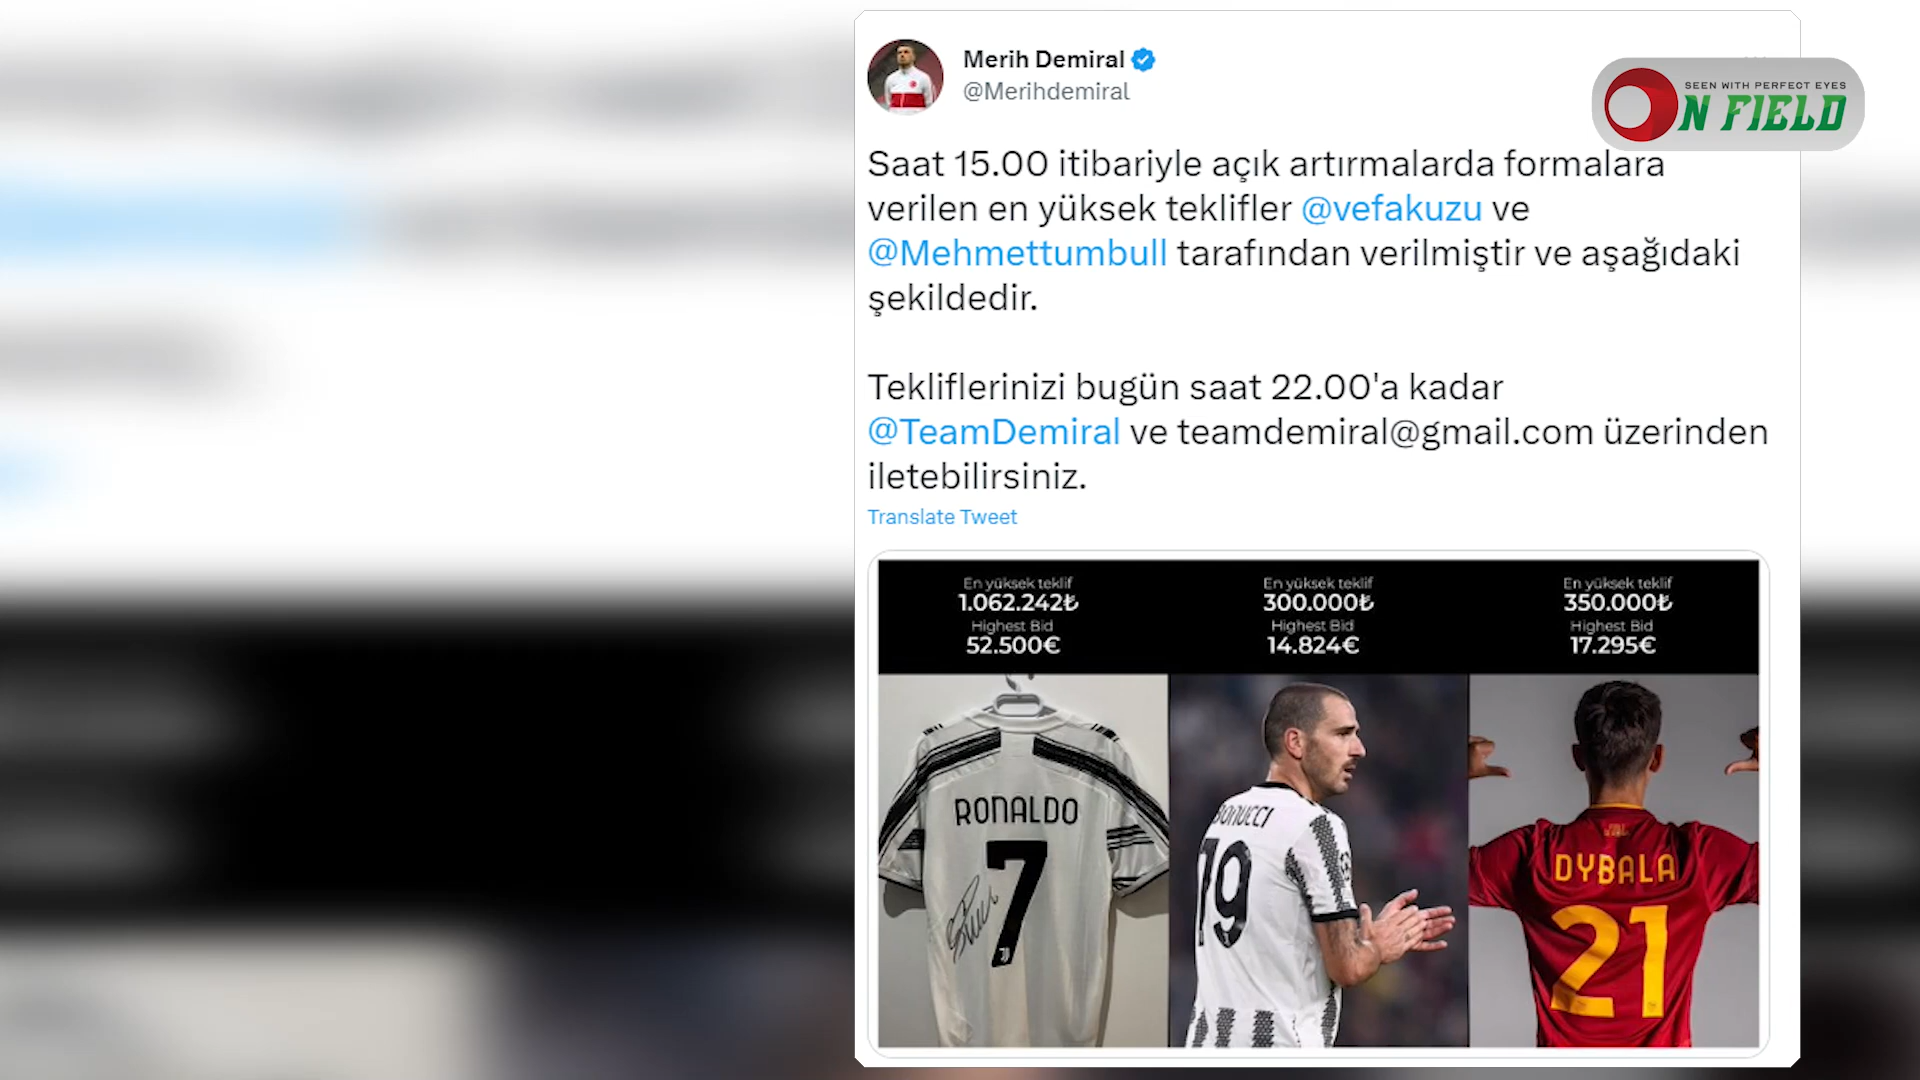 Merih Demiral
@Merihdemiral
SEEN WITH PERFECT EYES
ON FIELD
Saat 15.00 itibariyle açık artırmalarda formalara
verilen en yüksek teklifler @vefakuzu ve
@Mehmettumbull tarafından verilmiştir ve aşağıdaki
şekildedir.
Tekliflerinizi bugün saat 22.00'a kadar
@TeamDemiral ve teamdemiral@gmail.com üzerinden
iletebilirsiniz.
Translate Tweet
En yüksek teklif
1.062.242₺
Highest Bid
52.500€
En yüksek teklif
300.000₺
Highest Bid
14.824€
En yüksek teklif
350.000₺
Highest Bid
17.295€
RONALDO
7
BONUCCI
19
DYBALA
21